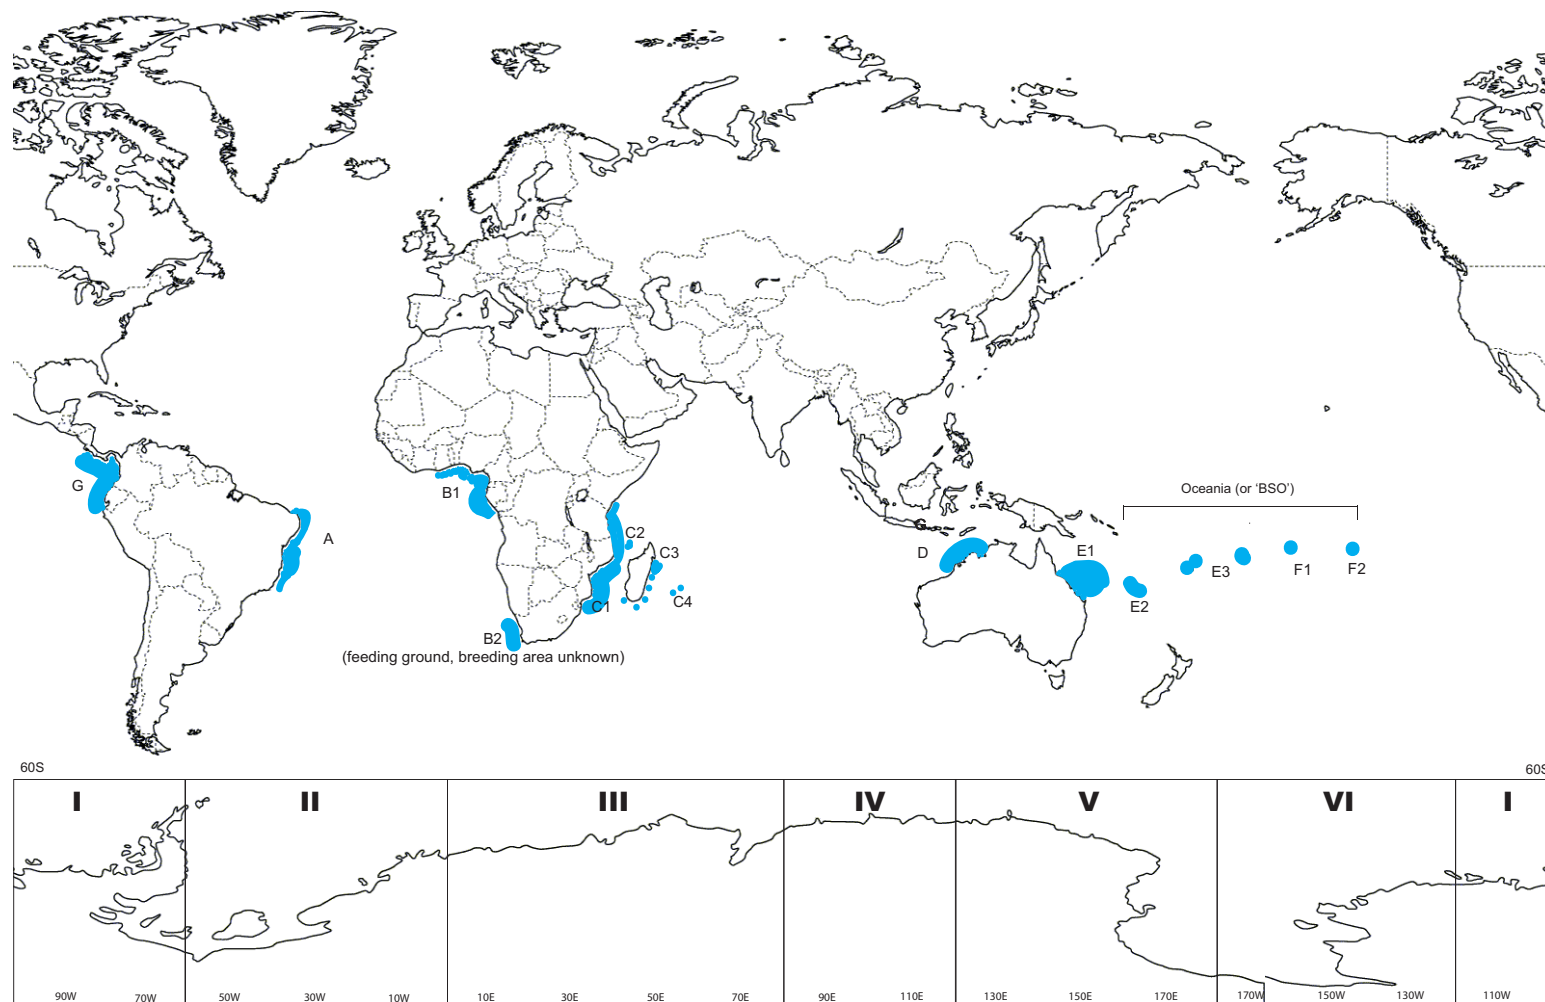 Oceania (or ‘BSO’)
G
B1
A
G
C2
D
E1
C3
E3
F1
F2
C4
C1
E2
B2
(feeding ground, breeding area unknown)
60S
60S
I
II
III
IV
V
VI
I
90W
70W
50W
30W
10W
10E
30E
50E
70E
90E
110E
130E
150E
170E
170W
150W
130W
110W